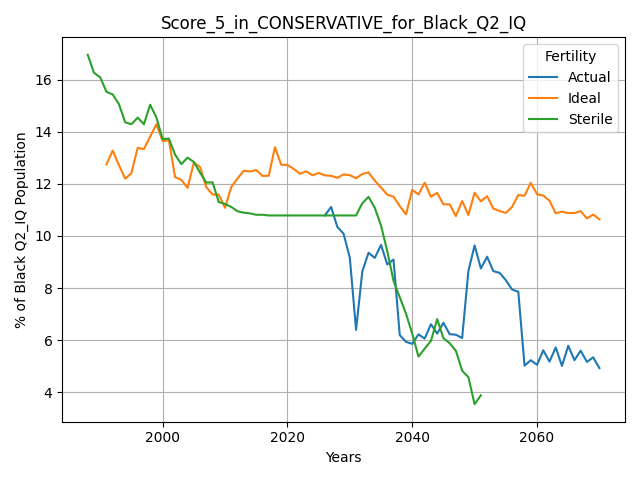 Score_5_in_CONSERVATIVE_for_Black_Q2_IQ
Fertility
Actual
Ideal
Sterile
% of Black Q2_IQ Population
16
14
12
10
8
6
4
2000
2020
2040
2060
Years